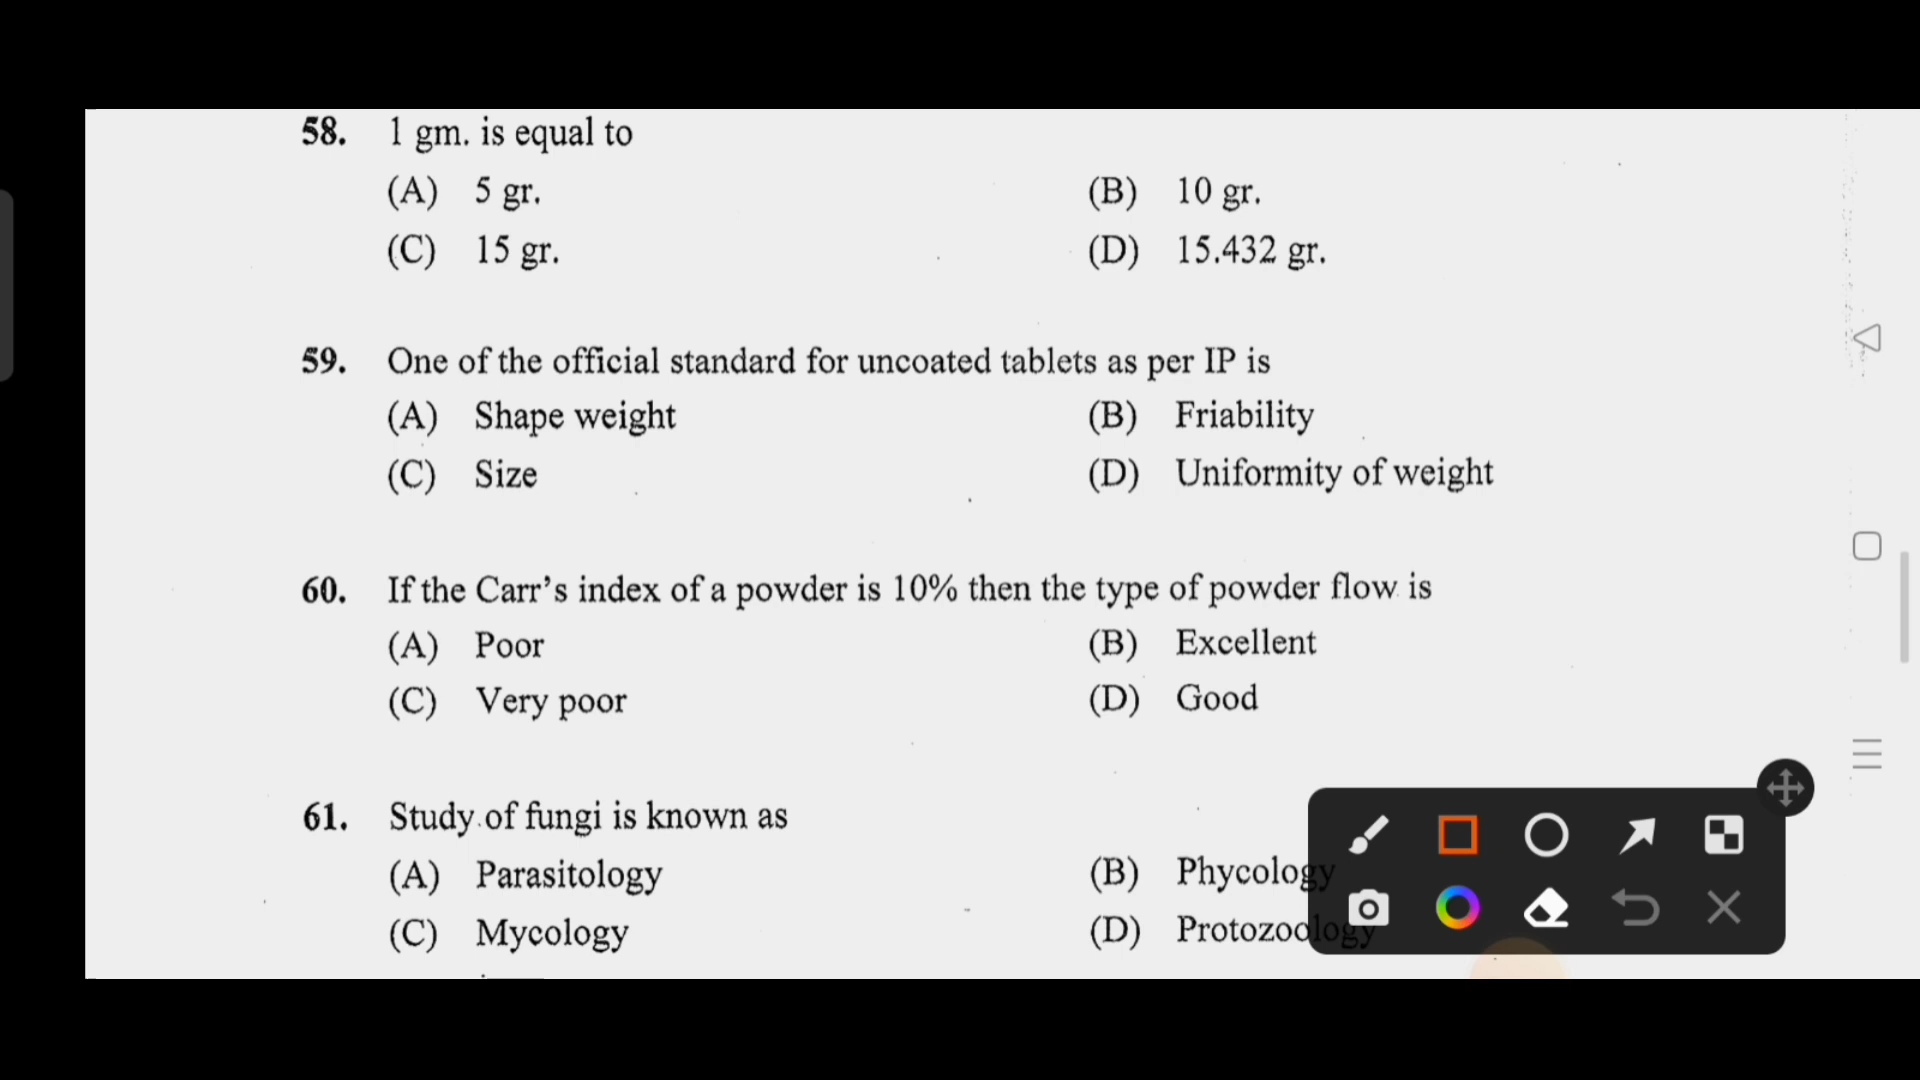 58. 1 gm. is equal to
(A) 5 gr. (B) 10 gr.
(C) 15 gr. (D) 15.432 gr.
59. One of the official standard for uncoated tablets as per IP is
(A) Shape weight (B) Friability
(C) Size (D) Uniformity of weight
60. If the Carr's index of a powder is 10% then the type of powder flow is
(A) Poor (B) Excellent
(C) Very poor (D) Good
61. Study of fungi is known as
(A) Parasitology (B) Phycology
(C) Mycology (D) Protozoology